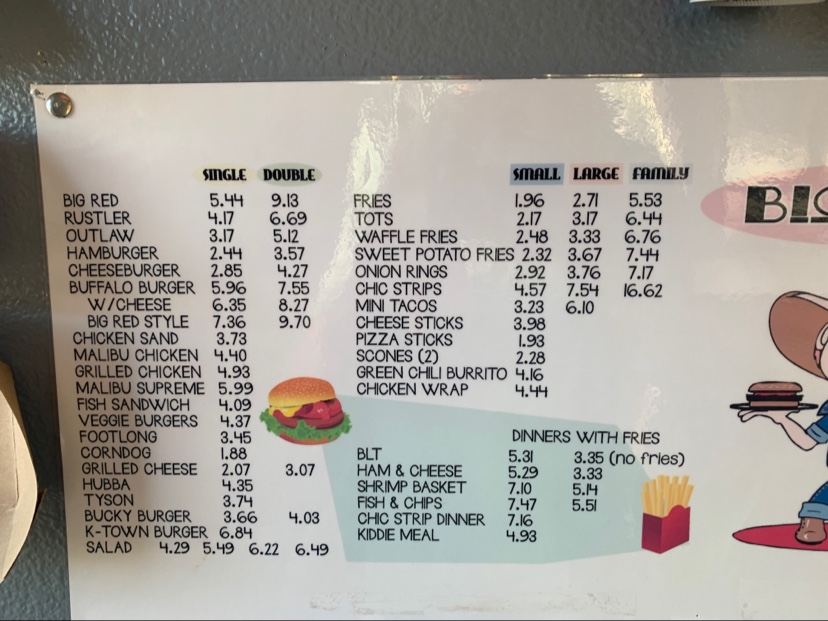 SINGLE DOUBLE
BIG RED 5.44 9.13
RUSTLER 4.17 6.69
OUTLAW 3.17 5.12
HAMBURGER 2.44 3.57
CHEESEBURGER 2.85 4.27
BUFFALO BURGER 5.96 7.55
W/CHEESE 6.35 8.27
BIG RED STYLE 7.36 9.70
CHICKEN SAND 3.73
MALIBU CHICKEN 4.40
GRILLED CHICKEN 4.93
MALIBU SUPREME 5.99
FISH SANDWICH 4.09
VEGGIE BURGERS 4.37
FOOTLONG 3.45
CORNDOG 1.88
GRILLED CHEESE 2.07 3.07
HUBBA 4.35
TYSON 3.74
BUCKY BURGER 3.66 4.03
K-TOWN BURGER 6.84
SALAD 4.29 5.49 6.22 6.49
SMALL LARGE FAMILY
FRIES 1.96 2.71 5.53
TOTS 2.17 3.17 6.44
WAFFLE FRIES 2.48 3.33 6.76
SWEET POTATO FRIES 2.32 3.67 7.44
ONION RINGS 2.92 3.76 7.17
CHIC STRIPS 4.57 7.54 16.62
MINI TACOS 3.23 6.10
CHEESE STICKS 3.98
PIZZA STICKS 1.93
SCONES (2) 2.28
GREEN CHILI BURRITO 4.16
CHICKEN WRAP 4.44
DINNERS WITH FRIES
BLT 5.31 3.35 (no fries)
HAM & CHEESE 5.29 3.33
SHRIMP BASKET 7.10 5.14
FISH & CHIPS 7.47 5.51
CHIC STRIP DINNER 7.16
KIDDIE MEAL 4.93